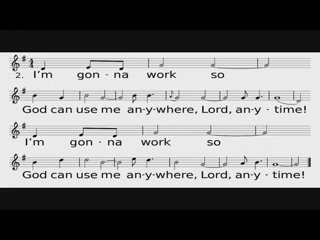 2. I'm gon - na work so
God can use me an-y-where, Lord, an-y - time!
I'm gon - na work so
God can use me an-y-where, Lord, an-y - time!